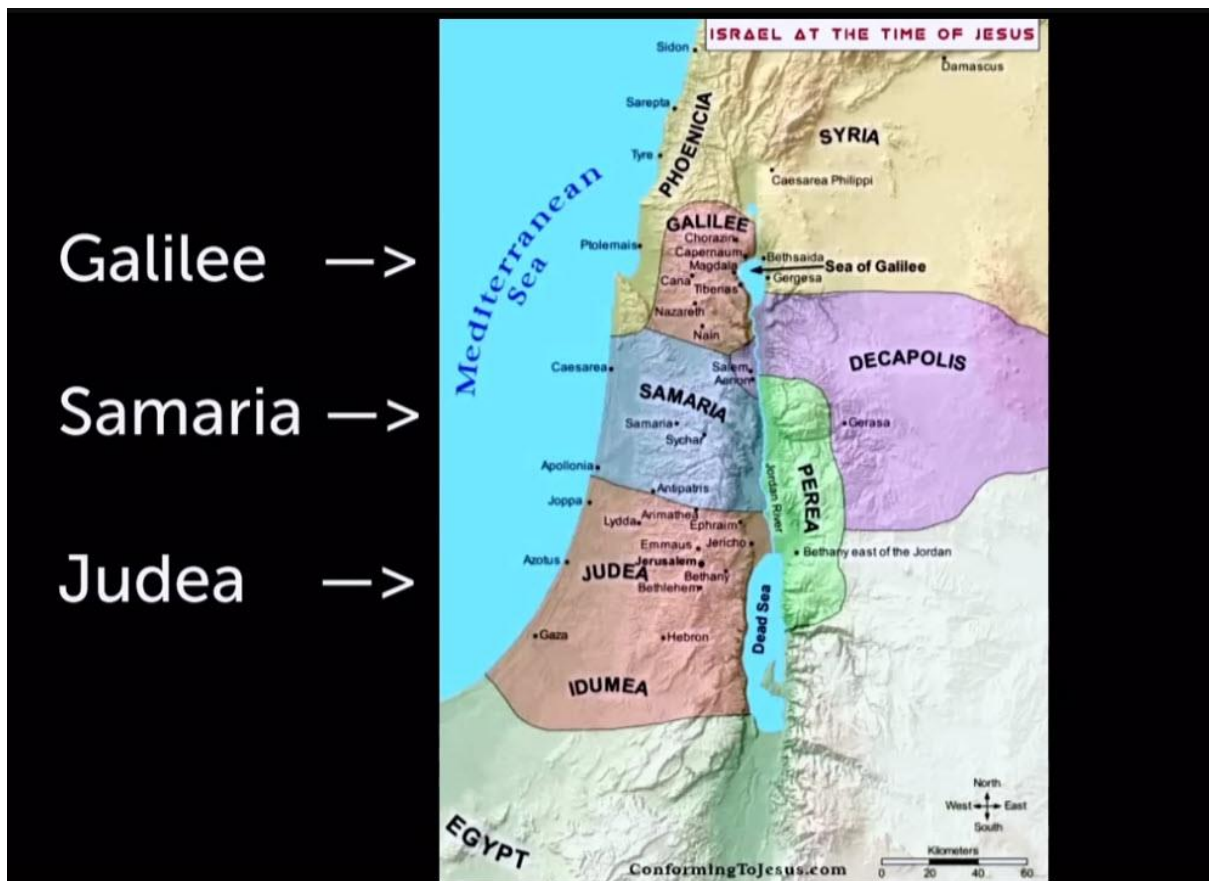 ISRAEL AT THE TIME OF JESUS
Sidon
Damascus
Sarepta
PHOENICIA
SYRIA
Tyre
Caesarea Philippi
Mediterranean
Sea
GALILEE
Chorazin
Ptolemais
Capernaum
Bethsaida
Magdala
Sea of Galilee
Cana
Gergesa
Tiberias
Nazareth
Nain
Galilee —>
DECAPOLIS
Caesarea
Salem
Aenon
SAMARIA
Samaria
Sychar
Gerasa
Samaria —>
Apollonia
Antipatris
PEREA
Jordan River
Joppa
Lydda
Arimathea
Ephraim
Emmaus
Jericho
Bethany east of the Jordan
Azotus
Jerusalem
JUDEA
Bethany
Bethlehem
Judea —>
Dead Sea
Gaza
Hebron
IDUMEA
EGYPT
North
West
East
South
Kilometers
0 20 40 60
ConformingToJesus.com